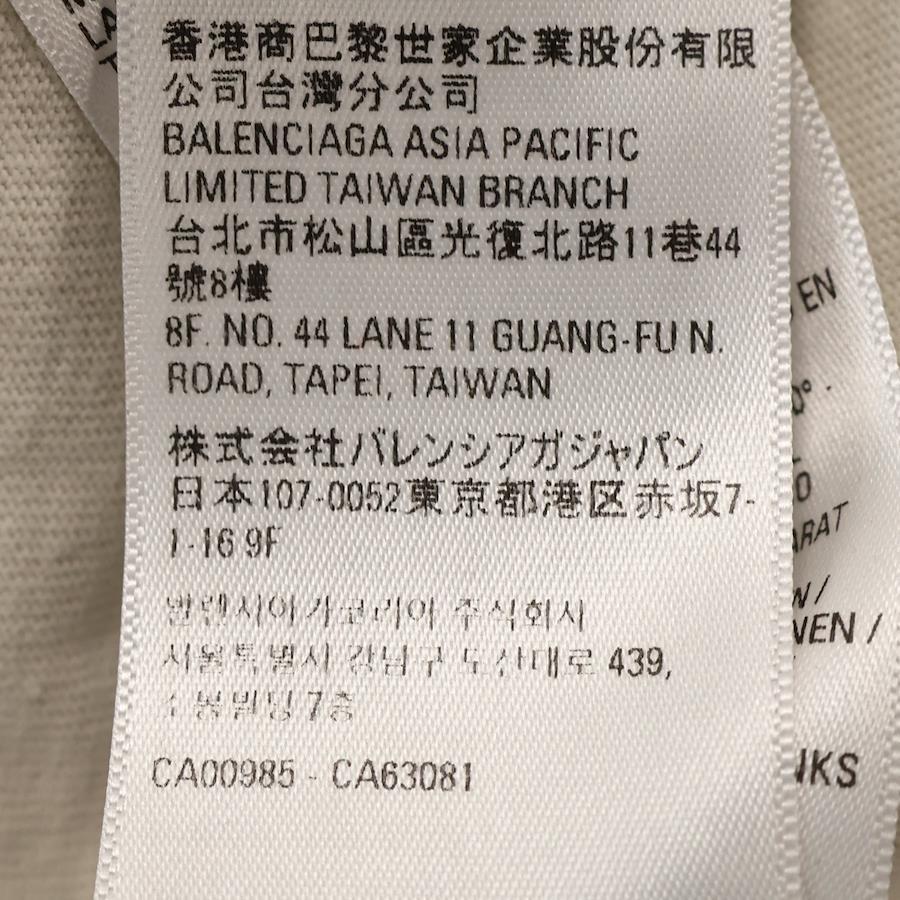 香港商巴黎世家企業股份有限
公司台灣分公司
BALENCIAGA ASIA PACIFIC
LIMITED TAIWAN BRANCH
台北市松山區光復北路11巷44
號8樓
8F. NO. 44 LANE 11 GUANG-FU N.
ROAD, TAPEI, TAIWAN
株式会社バレンシアガジャパン
日本107-0052東京都港区赤坂7-
1-16 9F
발렌시아가코리아 주식회사
서울특별시 강남구 도산대로 439,
빌딩 7층
CA00985 - CA63081
EN
0° .
0
ARAT
W/
WEN /
NKS